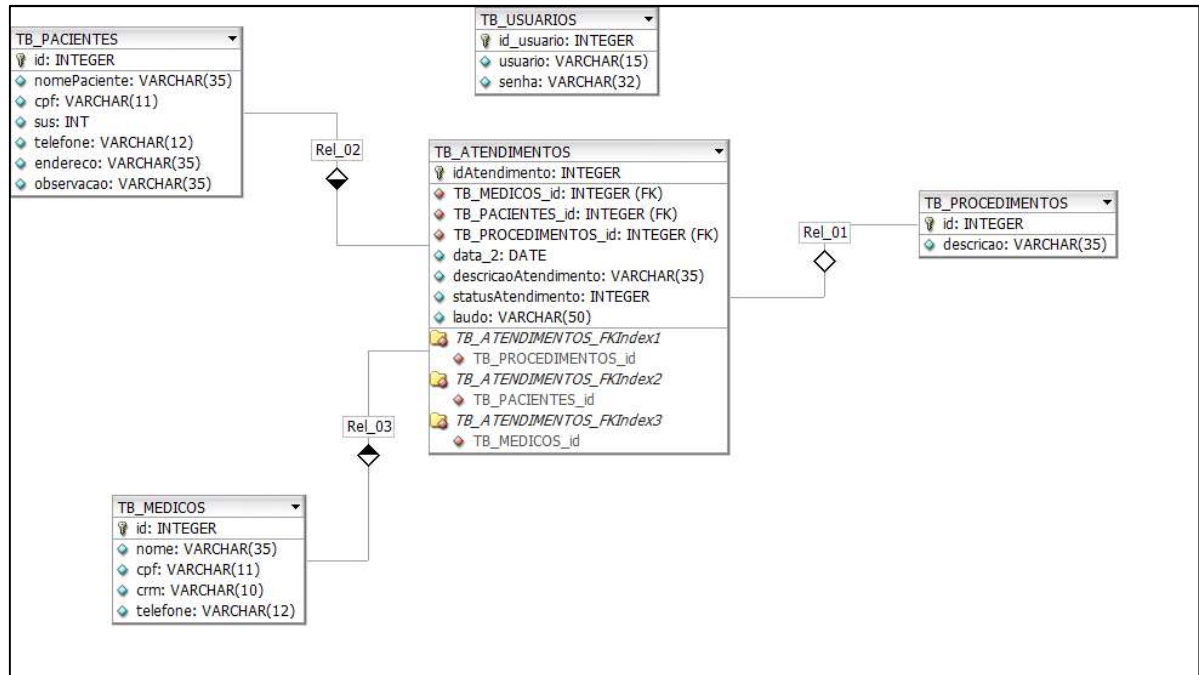 TB_USUARIOS
id_usuario: INTEGER
usuario: VARCHAR(15)
senha: VARCHAR(32)
TB_PACIENTES
id: INTEGER
nomePaciente: VARCHAR(35)
cpf: VARCHAR(11)
sus: INT
telefone: VARCHAR(12)
endereco: VARCHAR(35)
observacao: VARCHAR(35)
Rel_02
TB_ATENDIMENTOS
idAtendimento: INTEGER
TB_MEDICOS_id: INTEGER (FK)
TB_PACIENTES_id: INTEGER (FK)
TB_PROCEDIMENTOS_id: INTEGER (FK)
data_2: DATE
descricaoAtendimento: VARCHAR(35)
statusAtendimento: INTEGER
laudo: VARCHAR(50)
TB_ATENDIMENTOS_FKIndex1
TB_PROCEDIMENTOS_id
TB_ATENDIMENTOS_FKIndex2
TB_PACIENTES_id
TB_ATENDIMENTOS_FKIndex3
TB_MEDICOS_id
Rel_01
TB_PROCEDIMENTOS
id: INTEGER
descricao: VARCHAR(35)
Rel_03
TB_MEDICOS
id: INTEGER
nome: VARCHAR(35)
cpf: VARCHAR(11)
crm: VARCHAR(10)
telefone: VARCHAR(12)